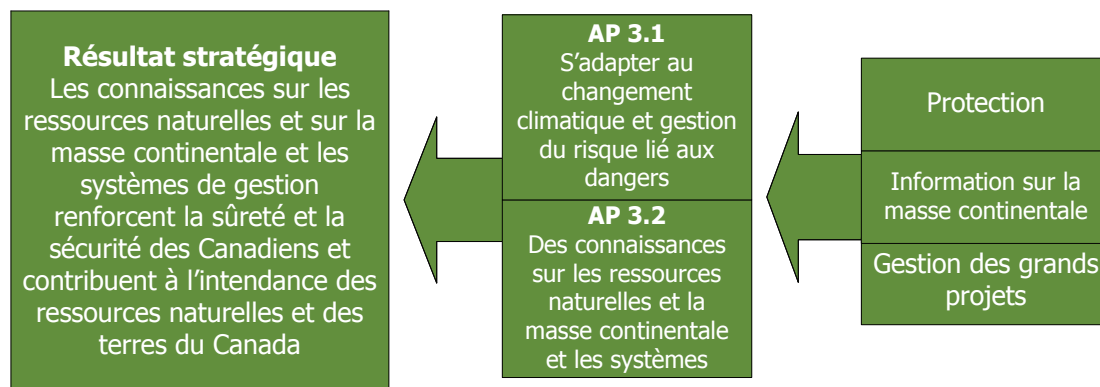 Résultat stratégique
Les connaissances sur les
ressources naturelles et sur la
masse continentale et les
systèmes de gestion
renforcent la sûreté et la
sécurité des Canadiens et
contribuent à l’intendance des
ressources naturelles et des
terres du Canada
AP 3.1
S’adapter au
changement
climatique et gestion
du risque lié aux
dangers
AP 3.2
Des connaissances
sur les ressources
naturelles et la
masse continentale
et les systèmes
Protection
Information sur la
masse continentale
Gestion des grands
projets